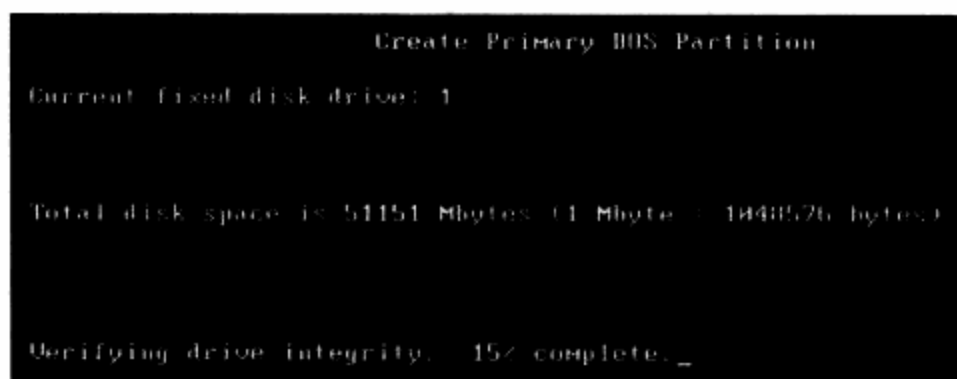 Create Primary DOS Partition
Current fixed disk drive: 1
Total disk space is 51151 Mbytes (1 Mbyte = 1048576 bytes)
Verifying drive integrity, 15% complete._